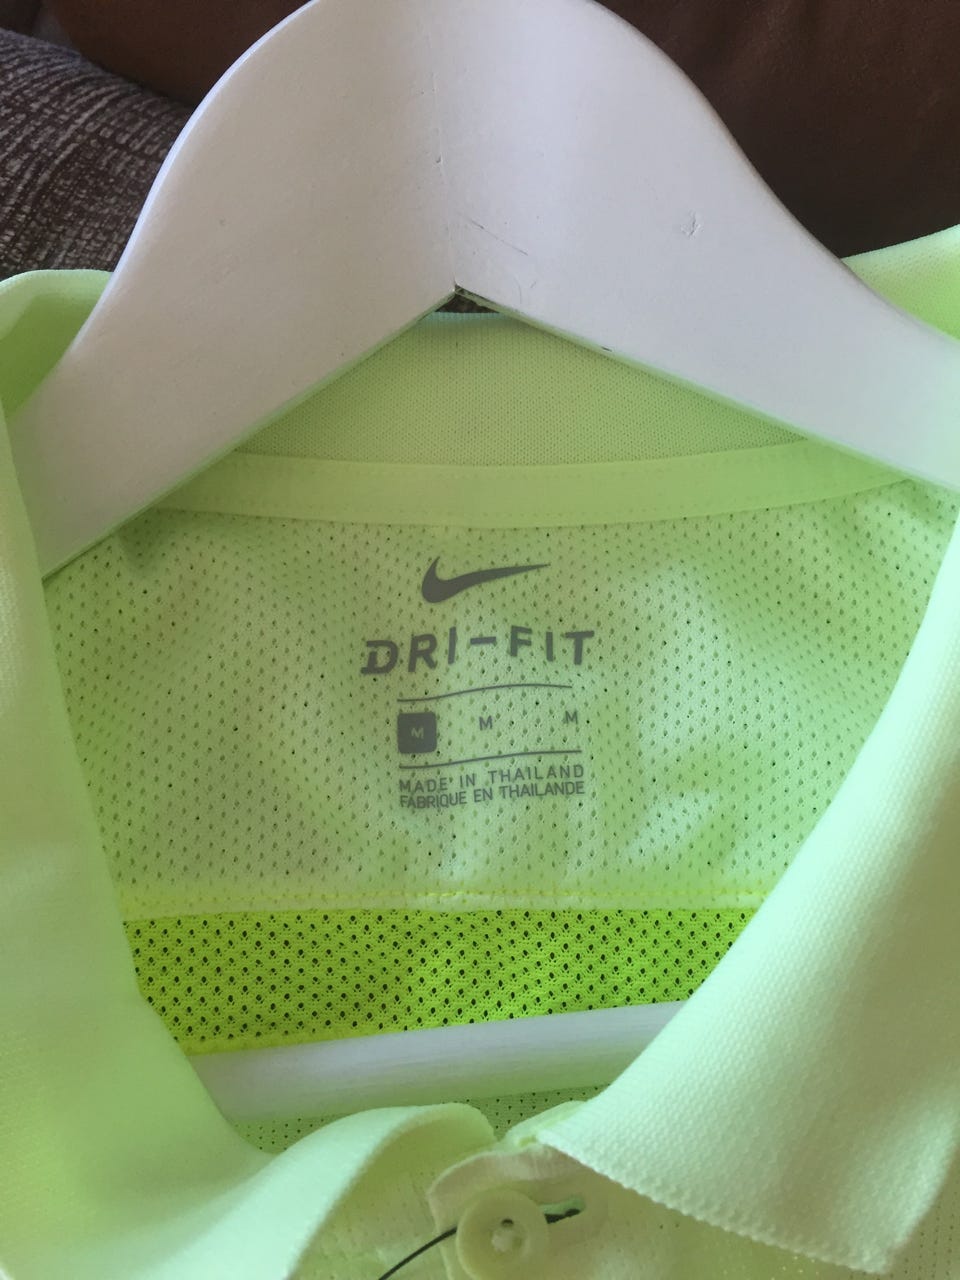 DRI-FIT
M M M
MADE IN THAILAND
FABRIQUE EN THAILANDE